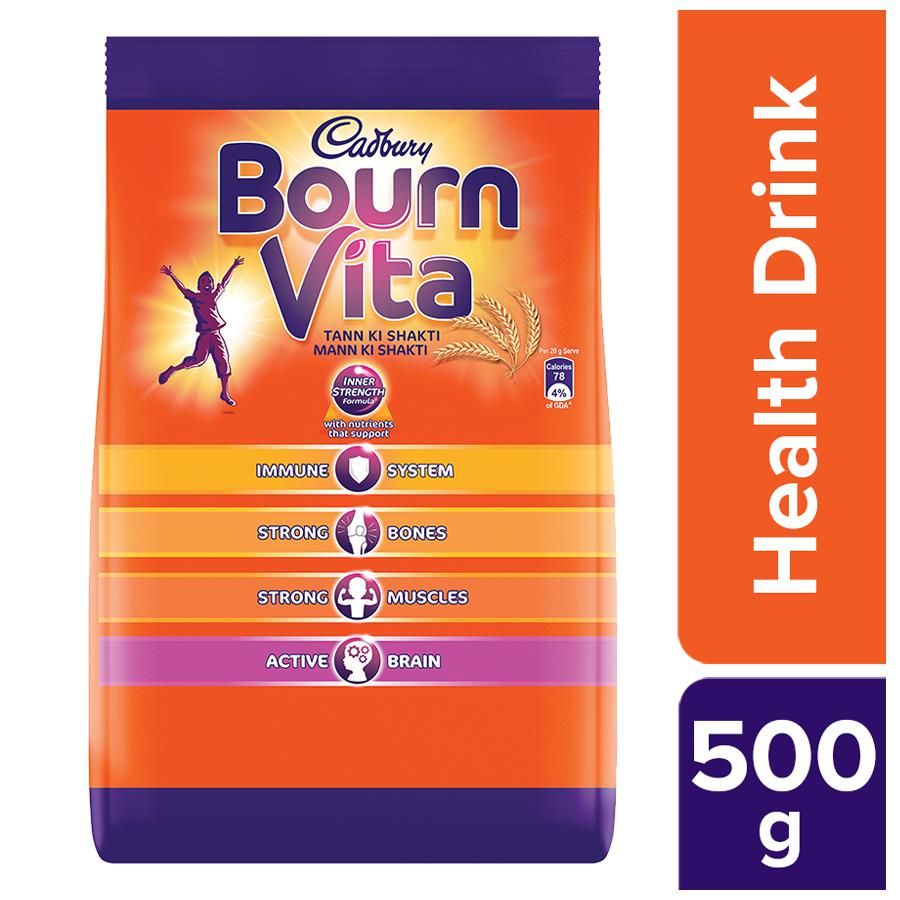 Cadbury
Bourn
Vita
TANN KI SHAKTI
MANN KI SHAKTI
Per 20 g Serve
Calories
78
4%
of GDA^
INNER
STRENGTH
Formula
with nutrients
that support
IMMUNE SYSTEM
STRONG BONES
STRONG MUSCLES
ACTIVE BRAIN
Health Drink
500
g